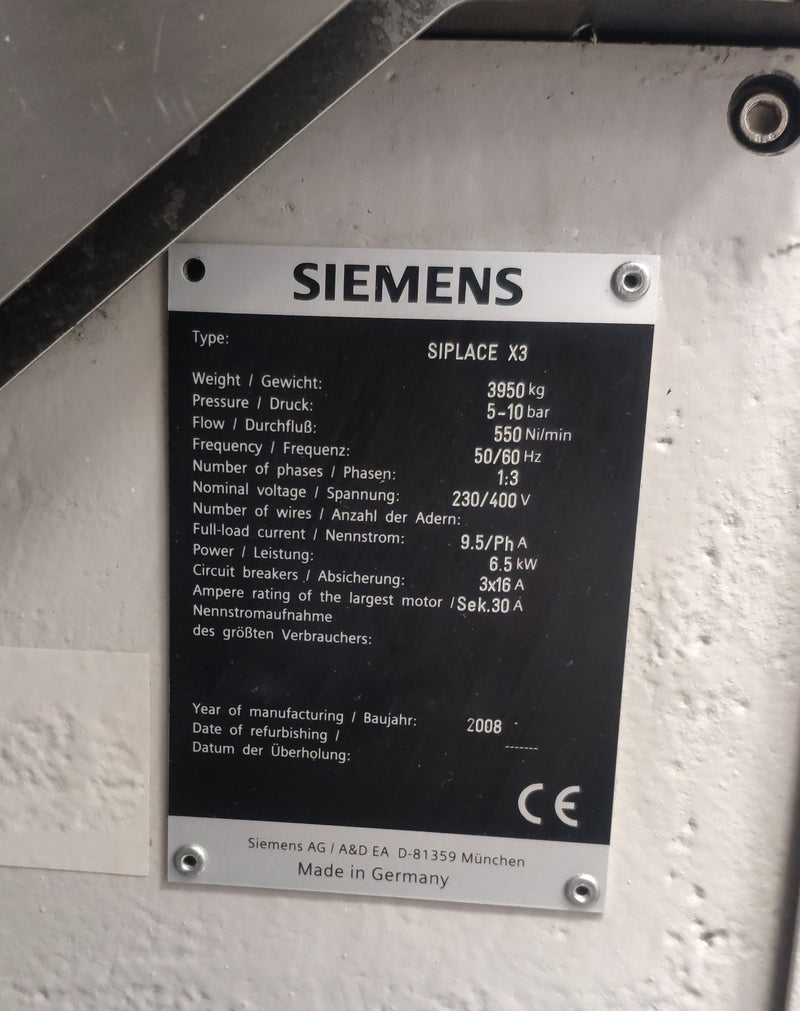 SIEMENS
Type: SIPLACE X3
Weight / Gewicht: 3950 kg
Pressure / Druck: 5-10 bar
Flow / Durchfluß: 550 Ni/min
Frequency / Frequenz: 50/60 Hz
Number of phases / Phasen: 1:3
Nominal voltage / Spannung: 230/400 V
Number of wires / Anzahl der Adern:
Full-load current / Nennstrom: 9.5/Ph A
Power / Leistung: 6.5 kW
Circuit breakers / Absicherung: 3x16 A
Ampere rating of the largest motor / Sek.30 A
Nennstromaufnahme
des größten Verbrauchers:
Year of manufacturing / Baujahr: 2008
Date of refurbishing / -------
Datum der Überholung:
CE
Siemens AG / A&D EA D-81359 München
Made in Germany